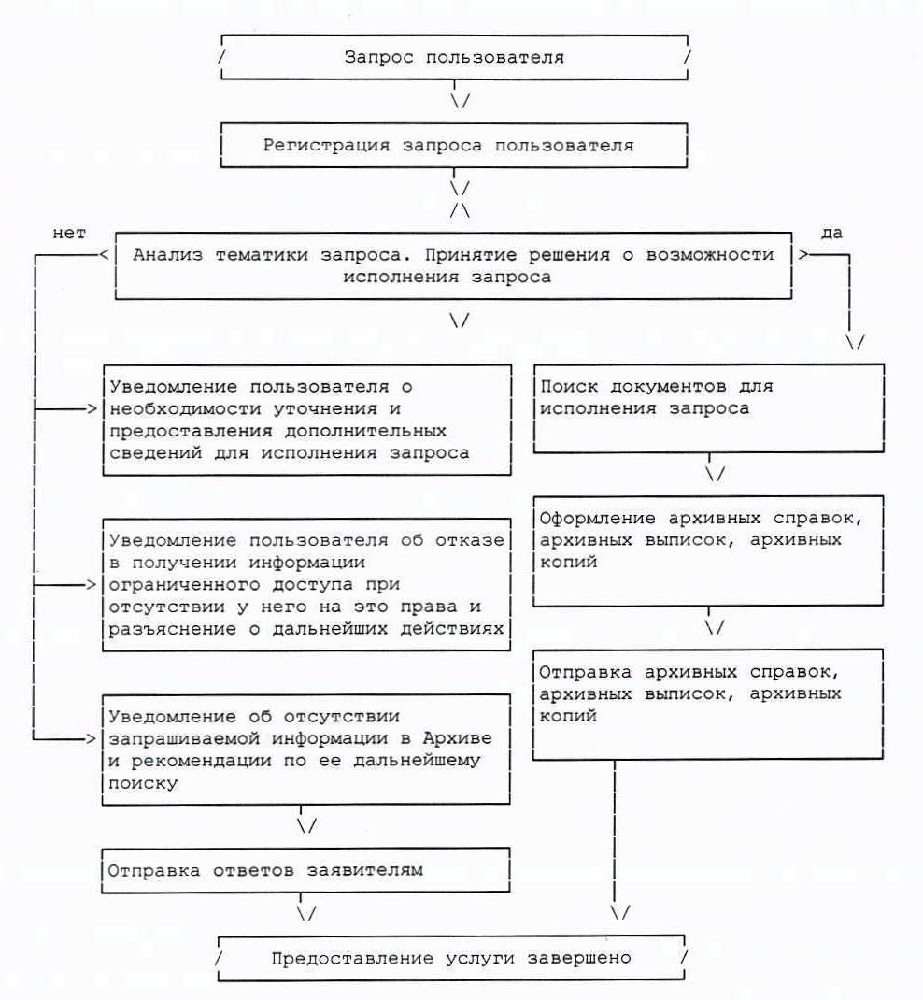 Запрос пользователя
Регистрация запроса пользователя
нет
да
Анализ тематики запроса. Принятие решения о возможности
исполнения запроса
Уведомление пользователя о
необходимости уточнения и
предоставления дополнительных
сведений для исполнения запроса
Поиск документов для
исполнения запроса
Оформление архивных справок,
архивных выписок, архивных
копий
Уведомление пользователя об отказе
в получении информации
ограниченного доступа при
отсутствии у него на это права и
разъяснение о дальнейших действиях
Отправка архивных справок,
архивных выписок, архивных
копий
Уведомление об отсутствии
запрашиваемой информации в Архиве
и рекомендации по ее дальнейшему
поиску
Отправка ответов заявителям
Предоставление услуги завершено